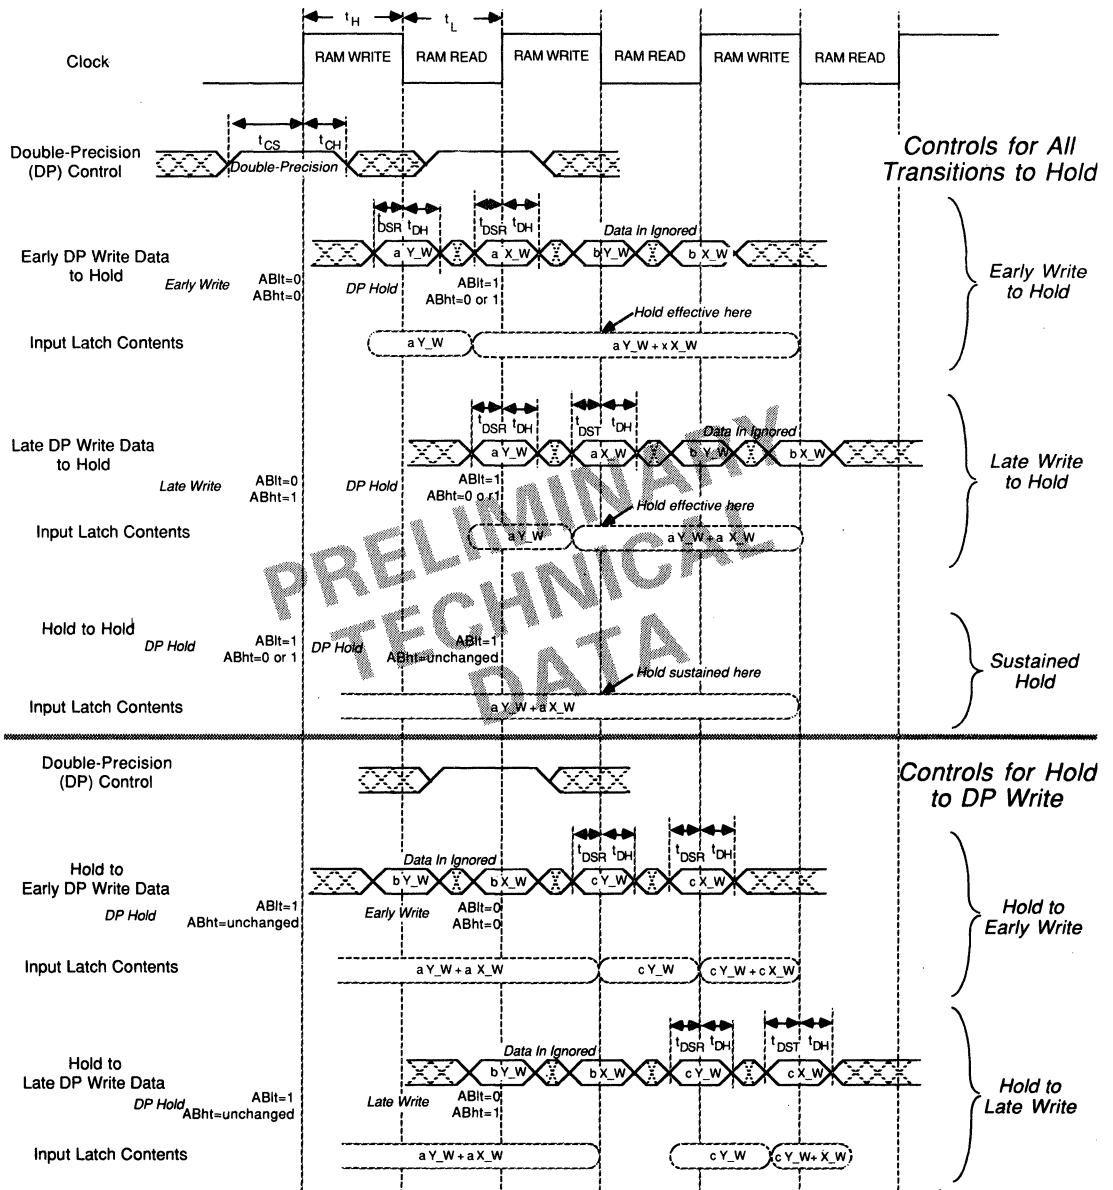 t_H t_L
Clock RAM WRITE RAM READ RAM WRITE RAM READ RAM WRITE RAM READ
t_CS t_CH
Double-Precision (DP) Control
Double-Precision
Controls for All
Transitions to Hold
t_DSR t_DH t_DSR t_DH
Data In Ignored
Early DP Write Data
to Hold
a Y_W a X_W b Y_W b X_W
Early Write ABlt=0
ABht=0
DP Hold ABlt=1
ABht=0 or 1
Early Write
to Hold
Hold effective here
Input Latch Contents a Y_W a Y_W + x X_W
t_DSR t_DH t_DST t_DH
Data In Ignored
Late DP Write Data
to Hold
a Y_W a X_W b Y_W b X_W
Late Write ABlt=0
ABht=1
DP Hold ABlt=1
ABht=0 or1
Late Write
to Hold
Hold effective here
Input Latch Contents a Y_W a Y_W + a X_W
PRELIMINARY
TECHNICAL
DATA
Hold to Hold
DP Hold ABlt=1
ABht=0 or 1
DP Hold ABlt=1
ABht=unchanged
Sustained
Hold
Hold sustained here
Input Latch Contents a Y_W + a X_W
Double-Precision
(DP) Control
Controls for Hold
to DP Write
t_DSR t_DH t_DSR t_DH
Data In Ignored
Hold to
Early DP Write Data
b Y_W b X_W c Y_W c X_W
DP Hold ABlt=1
ABht=unchanged
Early Write ABlt=0
ABht=0
Hold to
Early Write
Input Latch Contents a Y_W + a X_W c Y_W c Y_W + c X_W
t_DSR t_DH t_DST t_DH
Data In Ignored
Hold to
Late DP Write Data
b Y_W b X_W c Y_W c X_W
DP Hold ABlt=1
ABht=unchanged
Late Write ABlt=0
ABht=1
Hold to
Late Write
Input Latch Contents a Y_W + a X_W c Y_W c Y_W+ X_W